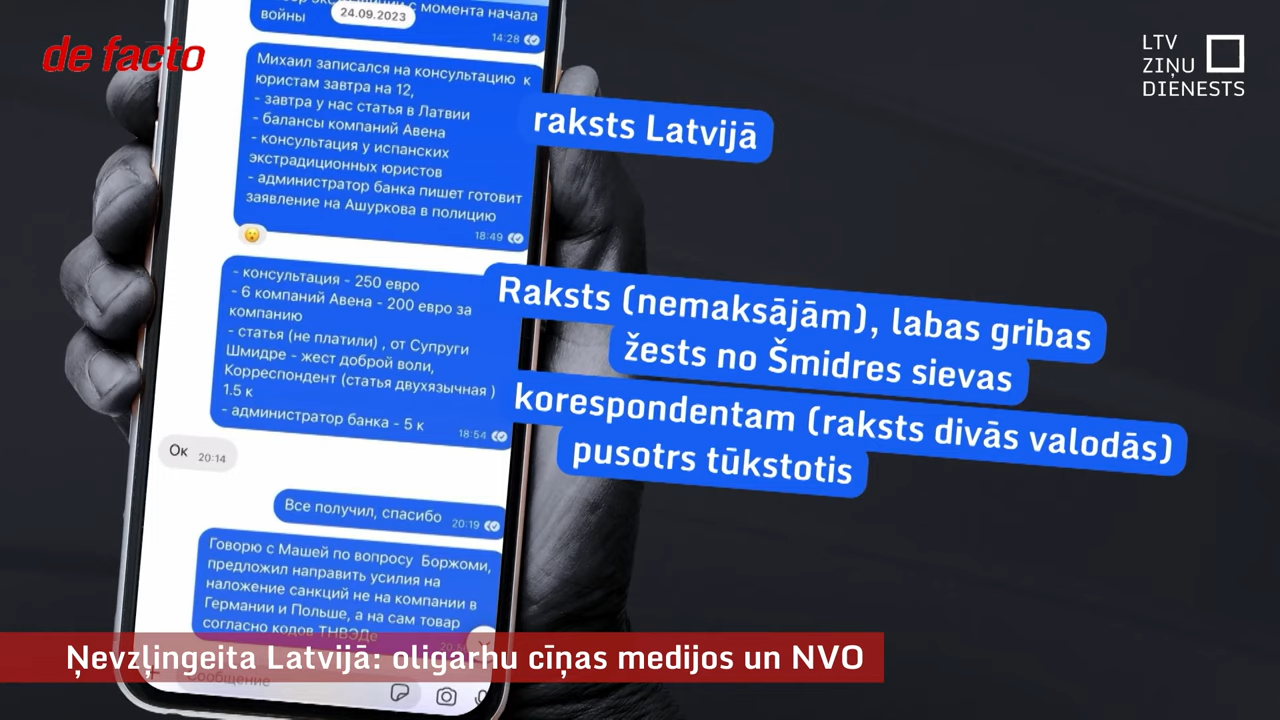 de facto
LTV
ZIŅU
DIENESTS
с момента начала
войны
24.09.2023
14:28
Михаил записался на консультацию к
юристам завтра на 12,
- завтра у нас статья в Латвии
- балансы компаний Авена
- консультация у испанских
экстрадиционных юристов
- администратор банка пишет готовит
заявление на Ашуркова в полицию
18:49
raksts Latvijā
- консультация - 250 евро
- 6 компаний Авена - 200 евро за
компанию
- статья (не платили) , от Супруги
Шмидре - жест доброй воли,
Корреспондент (статья двухязычная )
1.5 к
- администратор банка - 5 к
18:54
Raksts (nemaksājām), labas gribas
žests no Šmidres sievas
korespondentam (raksts divās valodās)
pusotrs tūkstotis
Ок 20:14
Все получил, спасибо 20:19
Говорю с Машей по вопросу Боржоми,
предложил направить усилия на
наложение санкций не на компании в
Германии и Польше, а на сам товар
согласно кодов ТНВЭДе
Ņevzļingeita Latvijā: oligarhu cīņas medijos un NVO
Сообщение